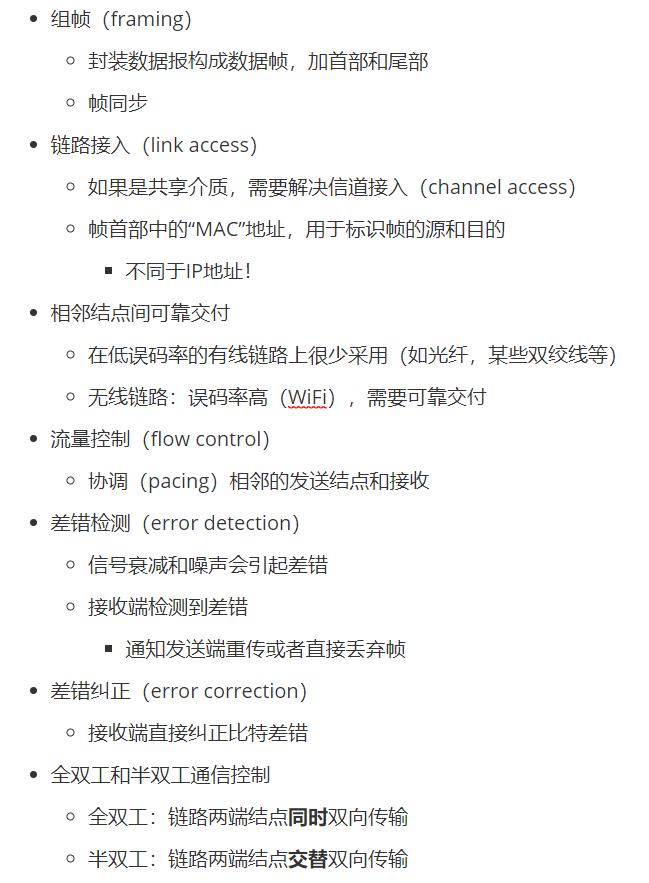 组帧（framing）
封装数据报构成数据帧，加首部和尾部
帧同步
链路接入（link access）
如果是共享介质，需要解决信道接入（channel access）
帧首部中的“MAC”地址，用于标识帧的源和目的
不同于IP地址！
相邻结点间可靠交付
在低误码率的有线链路上很少采用（如光纤，某些双绞线等）
无线链路：误码率高（WiFi），需要可靠交付
流量控制（flow control）
协调（pacing）相邻的发送结点和接收
差错检测（error detection）
信号衰减和噪声会引起差错
接收端检测到差错
通知发送端重传或者直接丢弃帧
差错纠正（error correction）
接收端直接纠正比特差错
全双工和半双工通信控制
全双工：链路两端结点同时双向传输
半双工：链路两端结点交替双向传输